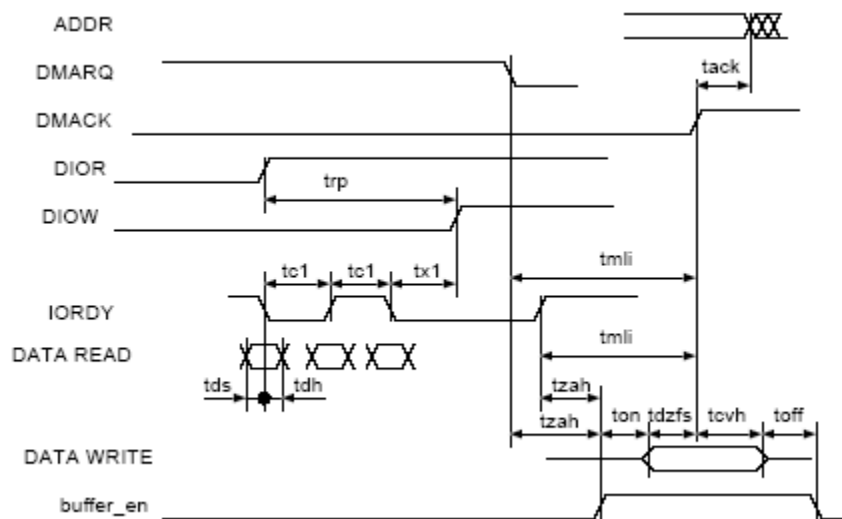 ADDR
DMARQ
tack
DMACK
DIOR
trp
DIOW
tc1 tc1 tx1 tmli
IORDY
DATA READ
tmli
tds tdh tzah
tzah ton tdzfs tcvh toff
DATA WRITE
buffer_en